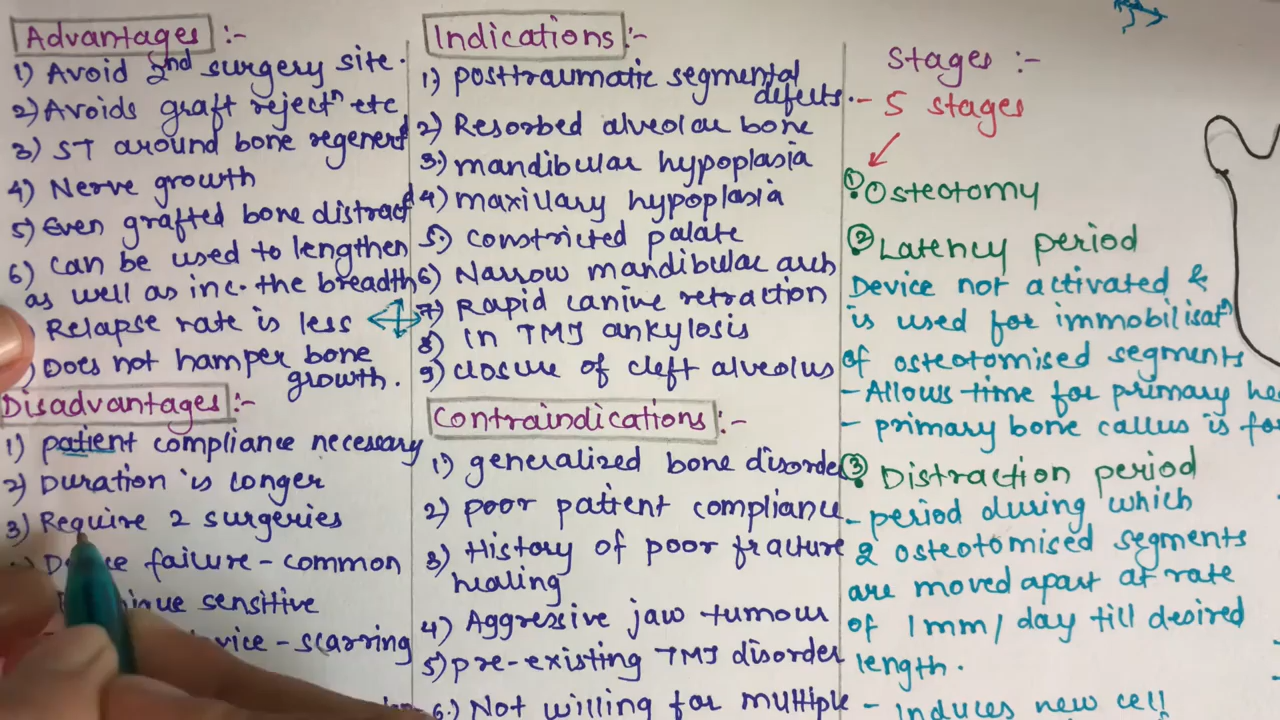 Advantages :-
1) Avoid 2nd surgery site.
2) Avoids graft rejectn etc
3) ST around bone regenerd
4) Nerve growth
5) Even grafted bone distractd
6) can be used to lengthen
as well as inc. the breadth
) Relapse rate is less
) Does not hamper bone
growth.
Disadvantages :-
1) patient compliance necessary
2) Duration is longer
3) Require 2 surgeries
failure - common
sensitive
- scarring
Indications :-
1) posttraumatic segmental
defects.
2) Resorbed alveolar bone
3) mandibular hypoplasia
4) maxillary hypoplasia
5) constricted palate
6) Narrow mandibular arch
7) Rapid canine retraction
8) in TMJ ankylosis
9) closure of cleft alveolus
Contraindications :-
1) generalized bone disorder
2) poor patient compliance
3) History of poor fracture
healing
4) Aggressive jaw tumour
5) pre-existing TMJ disorder
6.) Not willing for multiple
Stages :-
- 5 stages
① Osteotomy
② Latency period
Device not activated &
is used for immobilisatn
of osteotomised segments
- Allows time for primary
- primary bone callus is
③ Distraction period
- period during which
2 osteotomised segments
are moved apart at rate
of 1mm/day till desired
length.
- Induces new cell